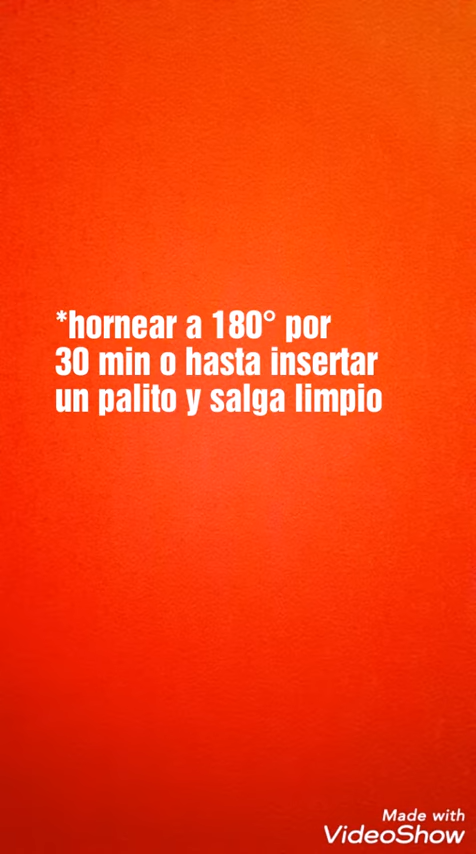 *hornear a 180° por
30 min o hasta insertar
un palito y salga limpio
Made with
VideoShow